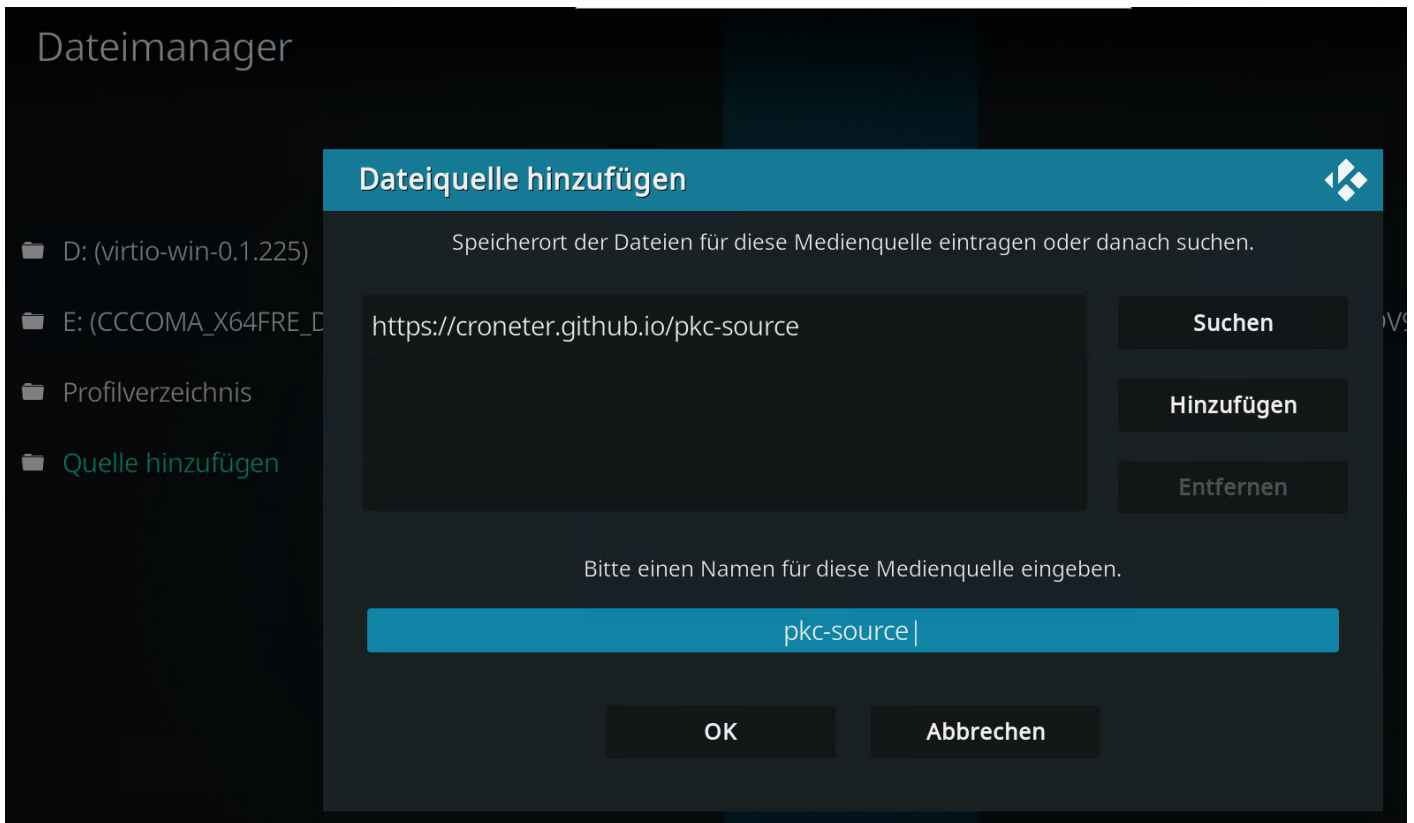 Dateimanager
Dateiquelle hinzufügen
Speicherort der Dateien für diese Medienquelle eintragen oder danach suchen.
D: (virtio-win-0.1.225)
E: (CCCOMA_X64FRE_D
Profilverzeichnis
Quelle hinzufügen
https://croneter.github.io/pkc-source
Suchen
Hinzufügen
Entfernen
Bitte einen Namen für diese Medienquelle eingeben.
pkc-source
OK
Abbrechen